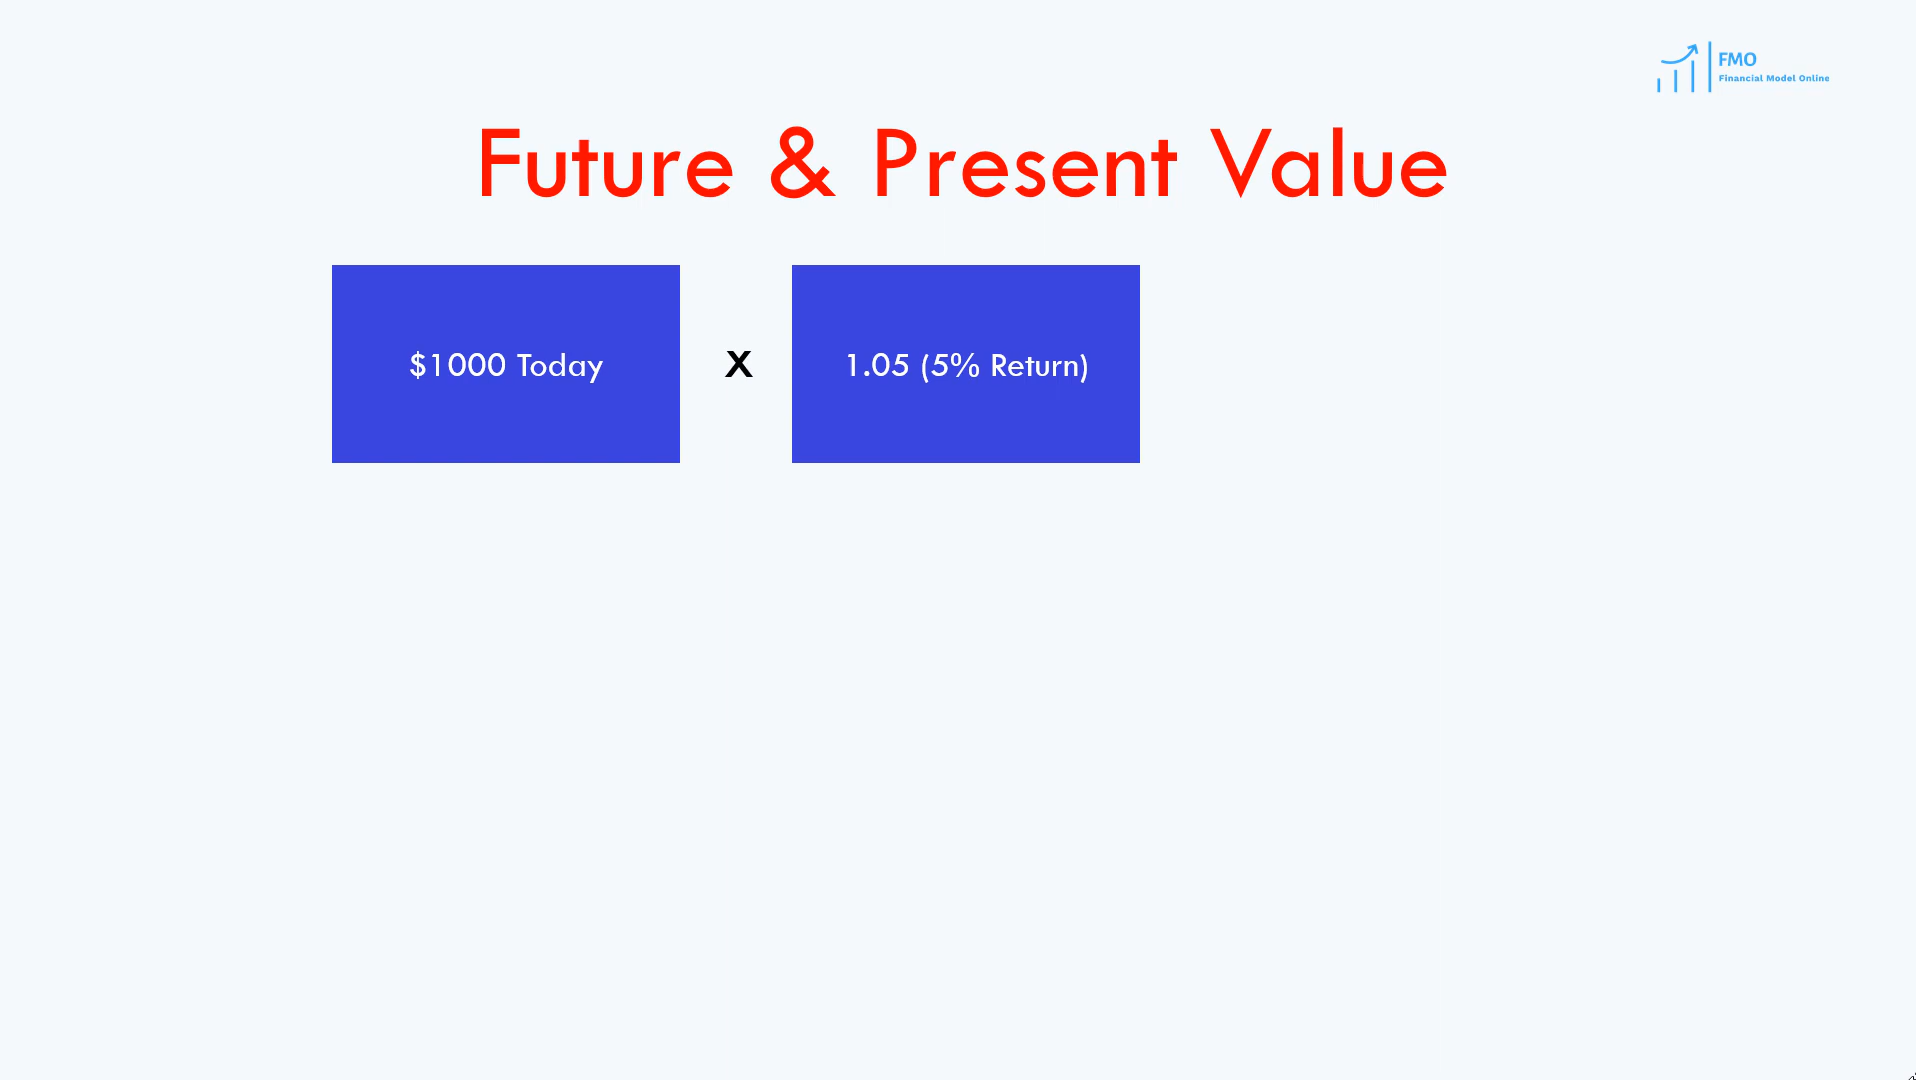 FMO
Financial Model Online
Future & Present Value
$1000 Today
X
1.05 (5% Return)